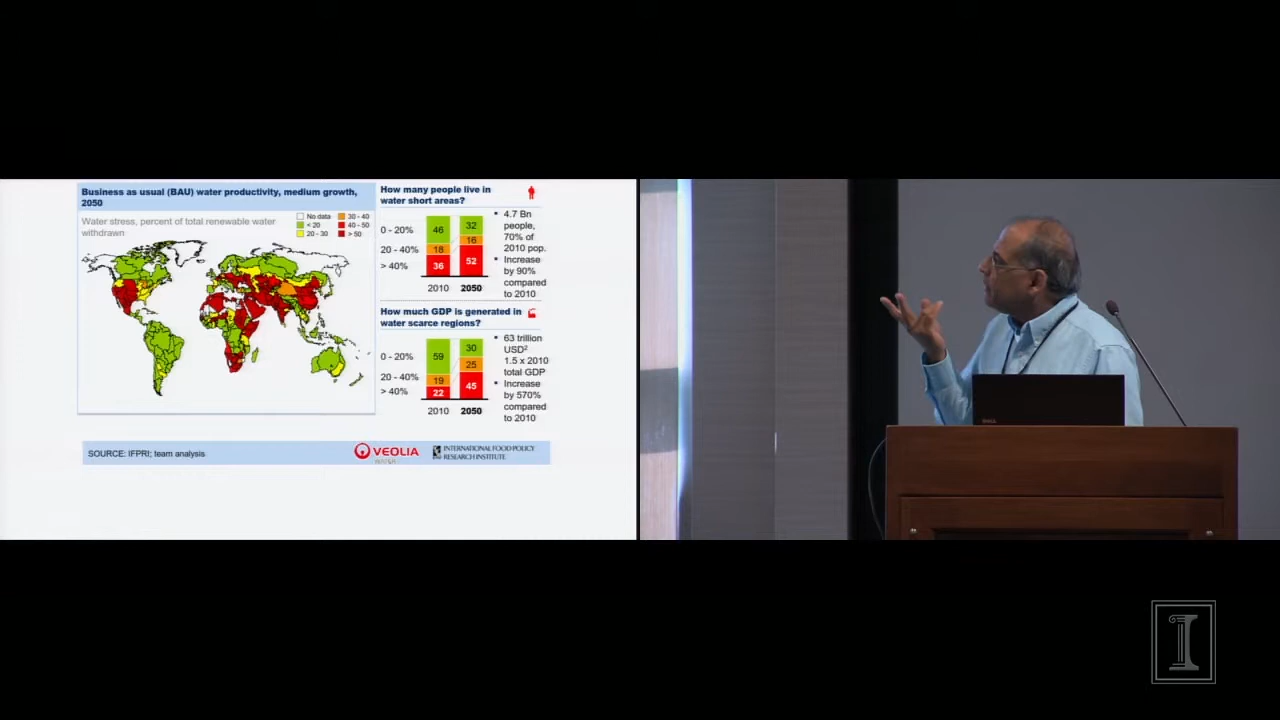 Business as usual (BAU) water productivity, medium growth,
2050
Water stress, percent of total renewable water
withdrawn
No data
< 20
20 - 30
30 - 40
40 - 50
> 50
How many people live in
water short areas?
0 - 20%
20 - 40%
> 40%
46
18
36
32
16
52
2010
2050
▪ 4.7 Bn
people,
70% of
2010 pop.
▪ Increase
by 90%
compared
to 2010
How much GDP is generated in
water scarce regions?
0 - 20%
20 - 40%
> 40%
59
19
22
30
25
45
2010
2050
▪ 63 trillion
USD²
1.5 x 2010
total GDP
▪ Increase
by 570%
compared
to 2010
SOURCE: IFPRI; team analysis
VEOLIA
WATER
INTERNATIONAL FOOD POLICY
RESEARCH INSTITUTE
DELL
I